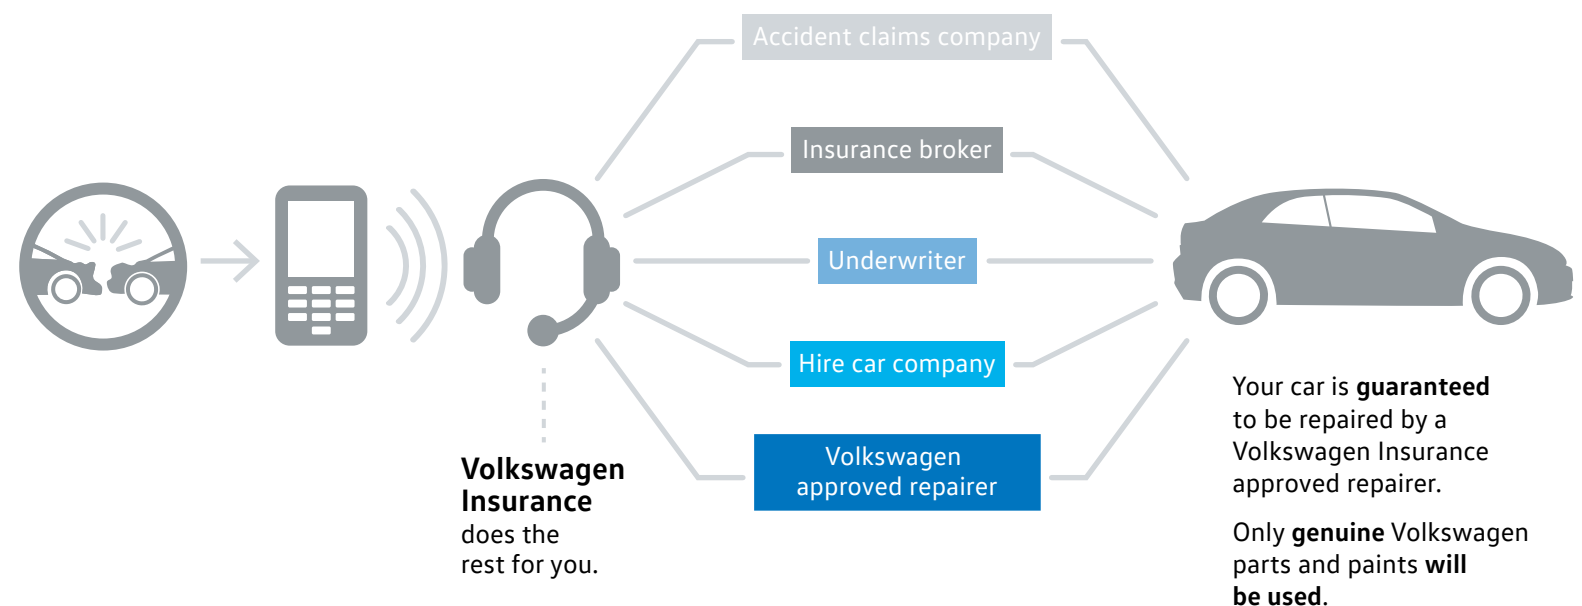 Accident claims company
Insurance broker
Underwriter
Hire car company
Volkswagen
approved repairer
Volkswagen
Insurance
does the
rest for you.
Your car is guaranteed
to be repaired by a
Volkswagen Insurance
approved repairer.
Only genuine Volkswagen
parts and paints will
be used.